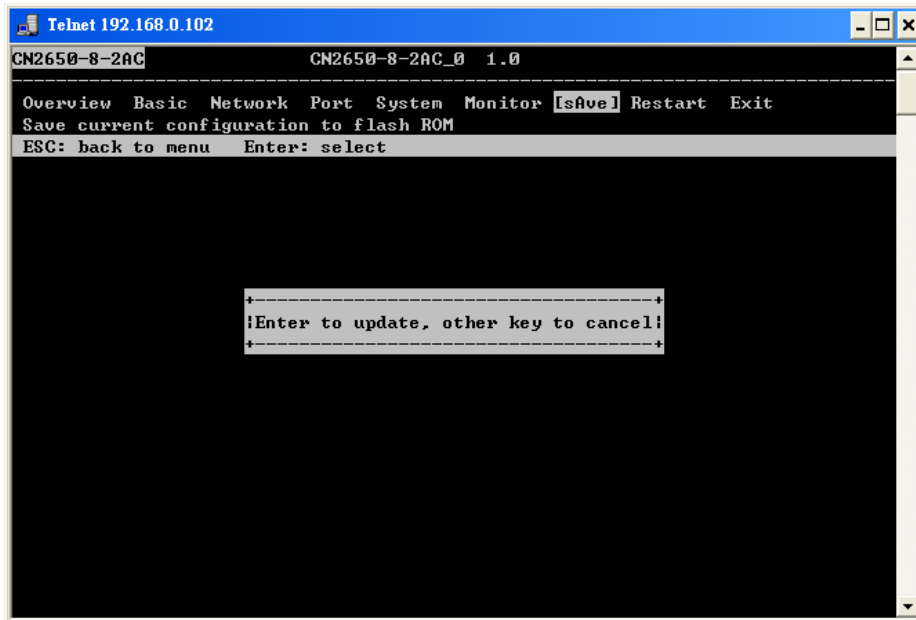 Telnet 192.168.0.102
CN2650-8-2AC CN2650-8-2AC_0 1.0
--------------------------------------------------------------------------------
Overview Basic Network Port System Monitor [sAve] Restart Exit
Save current configuration to flash ROM
ESC: back to menu Enter: select
+------------------------------------+
|Enter to update, other key to cancel|
+------------------------------------+